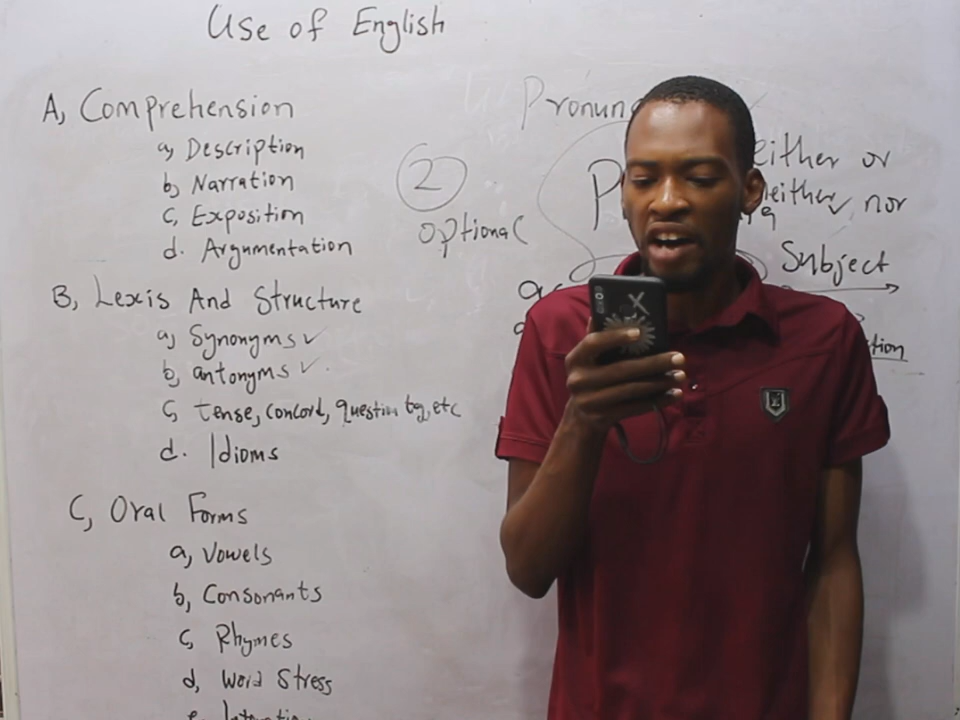 Use of English
A, Comprehension
a, Description
b, Narration
c, Exposition
d. Argumentation
B, Lexis And Structure
a, Synonyms ✓
b, antonyms ✓.
c, tense, concord, question tag, etc
d. Idioms
C, Oral Forms
a, Vowels
b, Consonants
c, Rhymes
d, Word Stress
e.
2
optional
Pronun
either or
neither nor
Subject